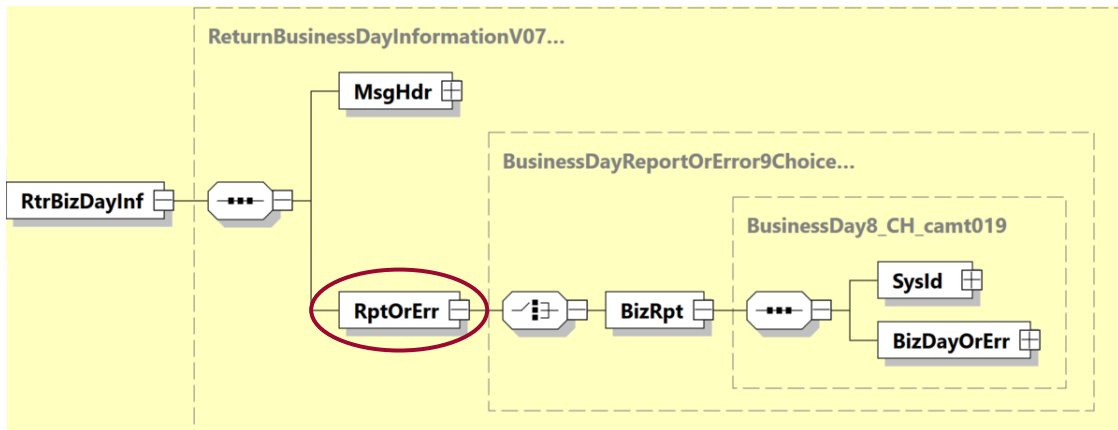 ReturnBusinessDayInformationV07...
MsgHdr
BusinessDayReportOrError9Choice...
RtrBizDayInf
BusinessDay8_CH_camt019
SysId
RptOrErr
BizRpt
BizDayOrErr